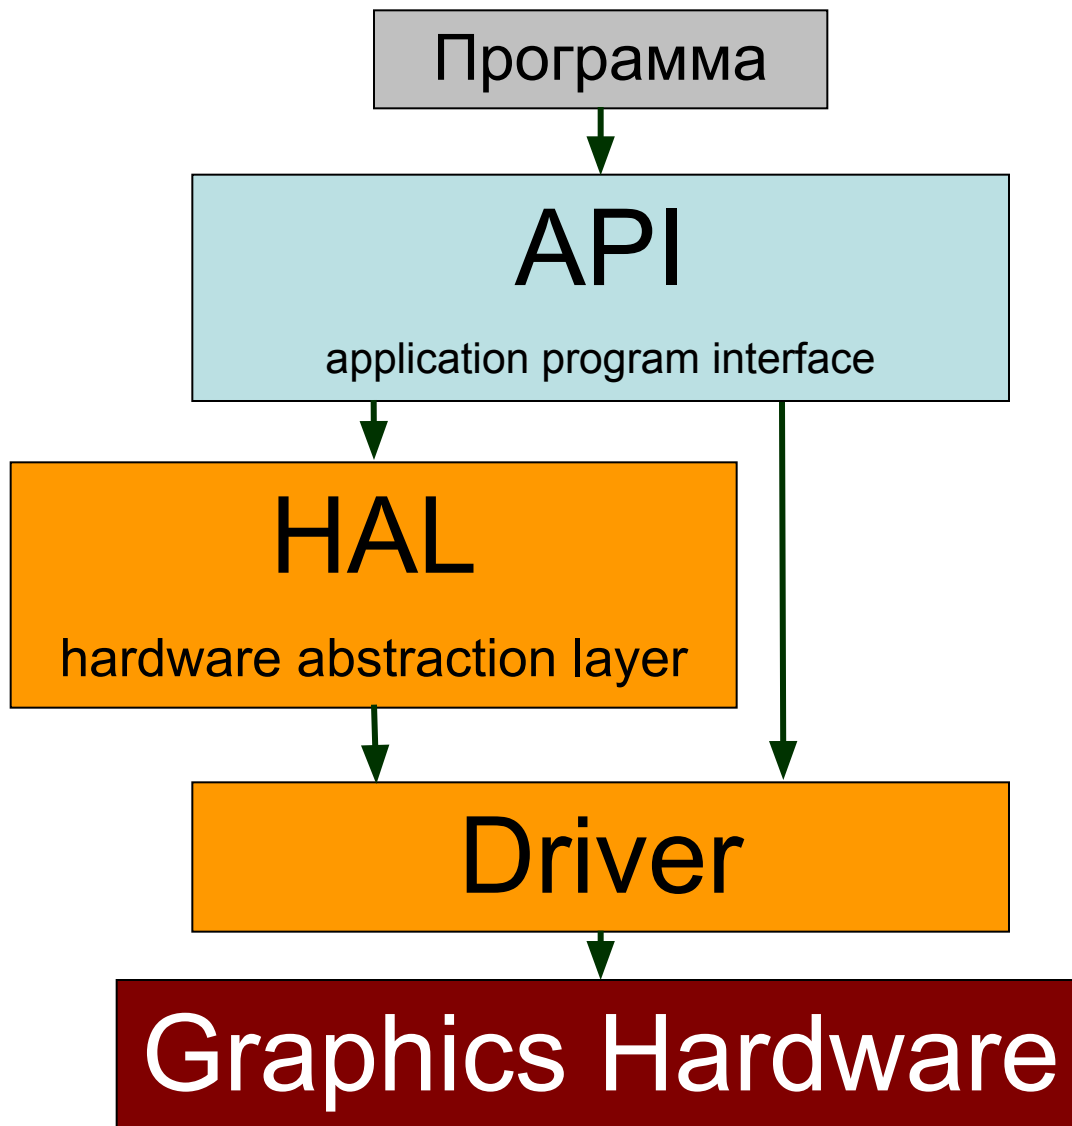 Программа
API
application program interface
HAL
hardware abstraction layer
Driver
Graphics Hardware